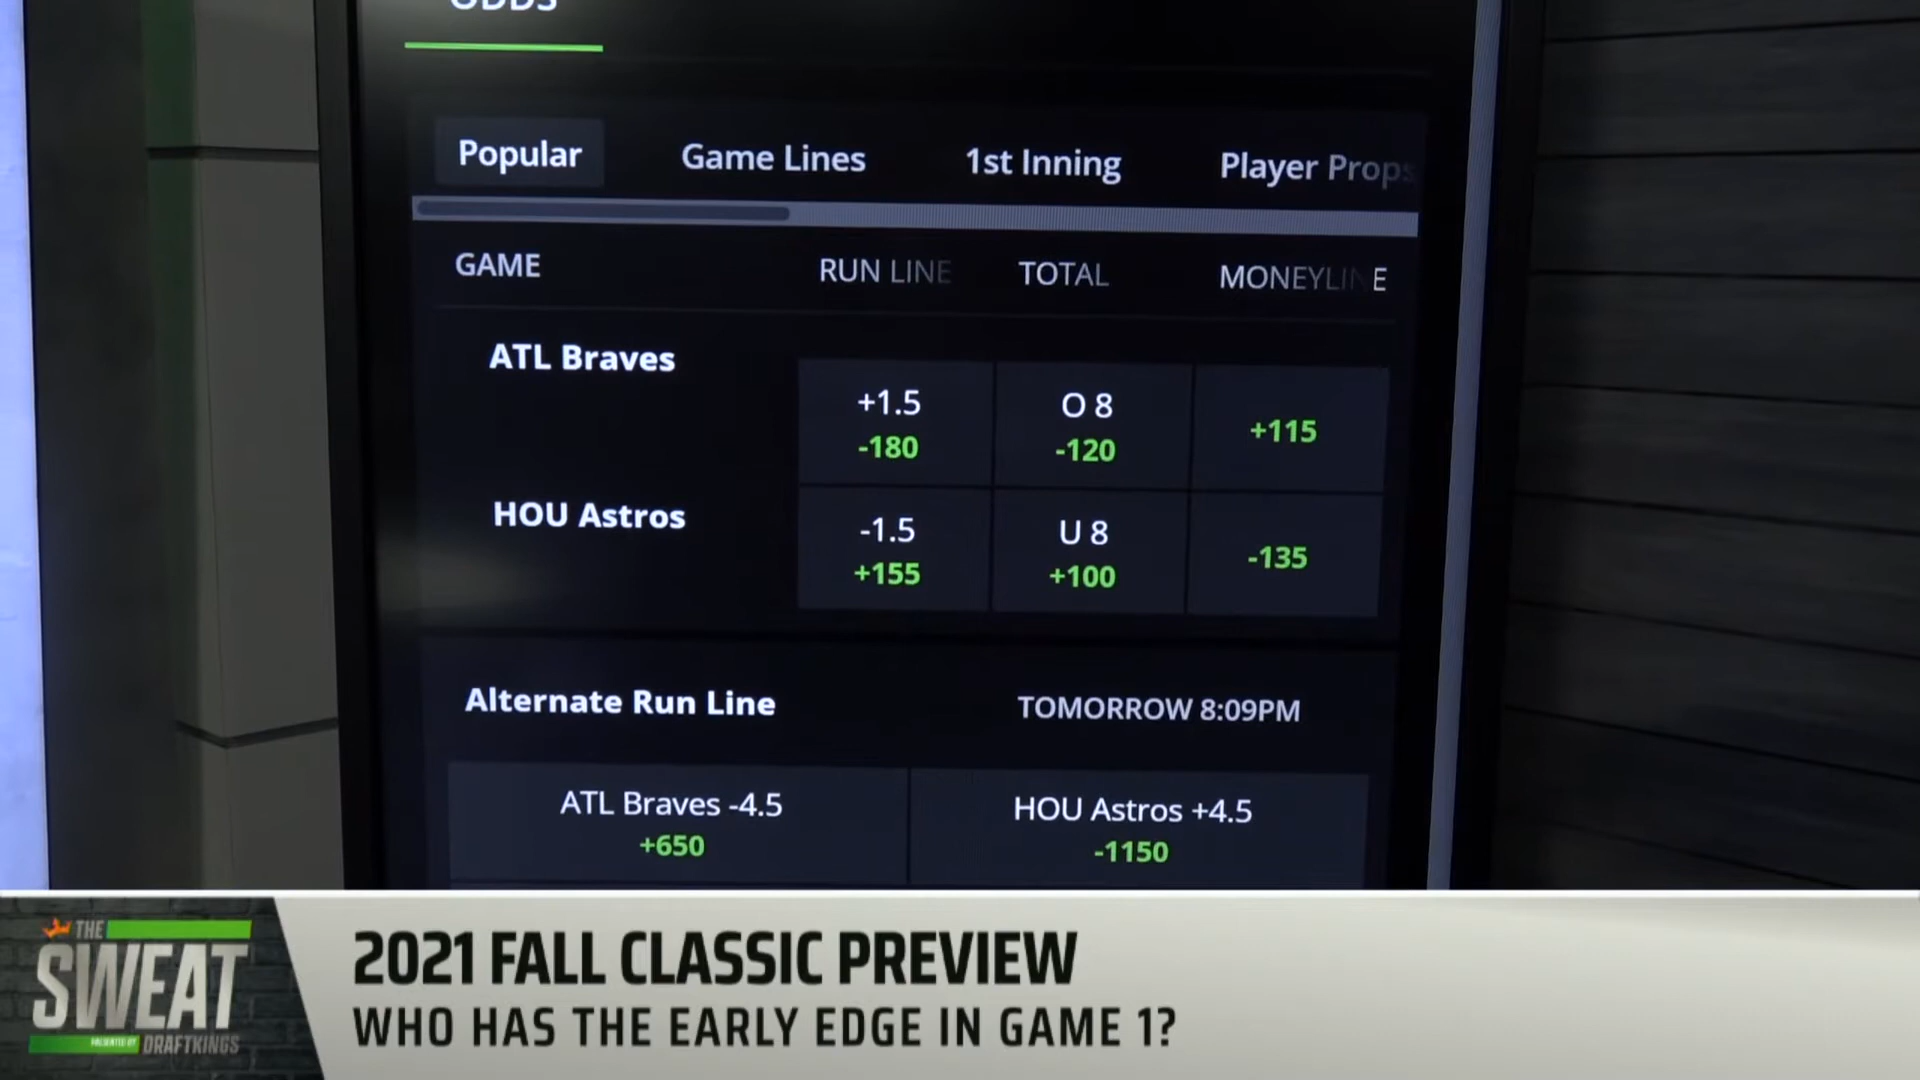 ODDS
Popular Game Lines 1st Inning Player Props
GAME RUN LINE TOTAL MONEYLINE
ATL Braves
+1.5 O 8 +115
-180 -120
HOU Astros
-1.5 U 8 -135
+155 +100
Alternate Run Line TOMORROW 8:09PM
ATL Braves -4.5 HOU Astros +4.5
+650 -1150
THE
SWEAT
PRESENTED BY DRAFTKINGS
2021 FALL CLASSIC PREVIEW
WHO HAS THE EARLY EDGE IN GAME 1?